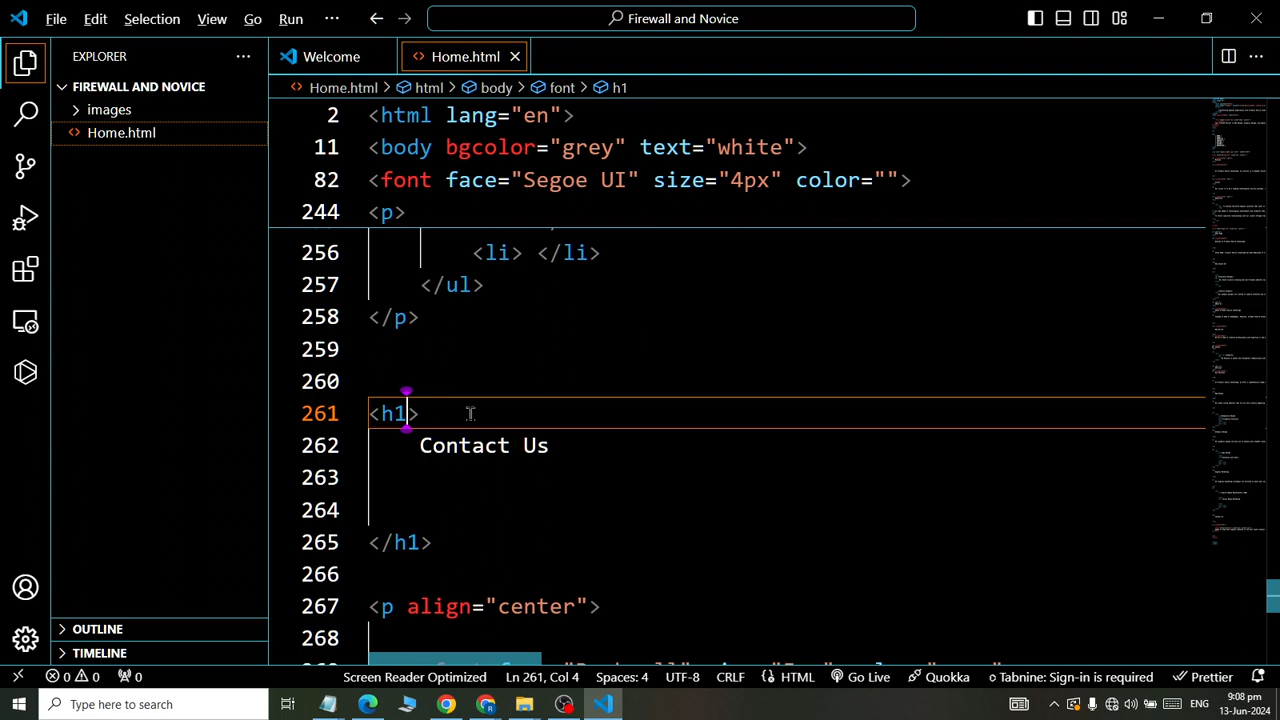 File Edit Selection View Go Run ··· Firewall and Novice
EXPLORER ···
FIREWALL AND NOVICE
images
Home.html
Welcome Home.html
Home.html > html > body > font > h1
2 <html lang="en" >
11 <body bgcolor="grey" text="white">
82 <font face="Segoe UI" size="4px" color="">
244 <p>
256 <li> </li>
257 </ul>
258 </p>
259
260
261 <h1>
262 Contact Us
263
264
265 </h1>
266
267 <p align="center">
268
OUTLINE
TIMELINE
0 0 0 Screen Reader Optimized Ln 261, Col 4 Spaces: 4 UTF-8 CRLF HTML Go Live Quokka Tabnine: Sign-in is required Prettier
Type here to search
9:08 pm
13-Jun-2024